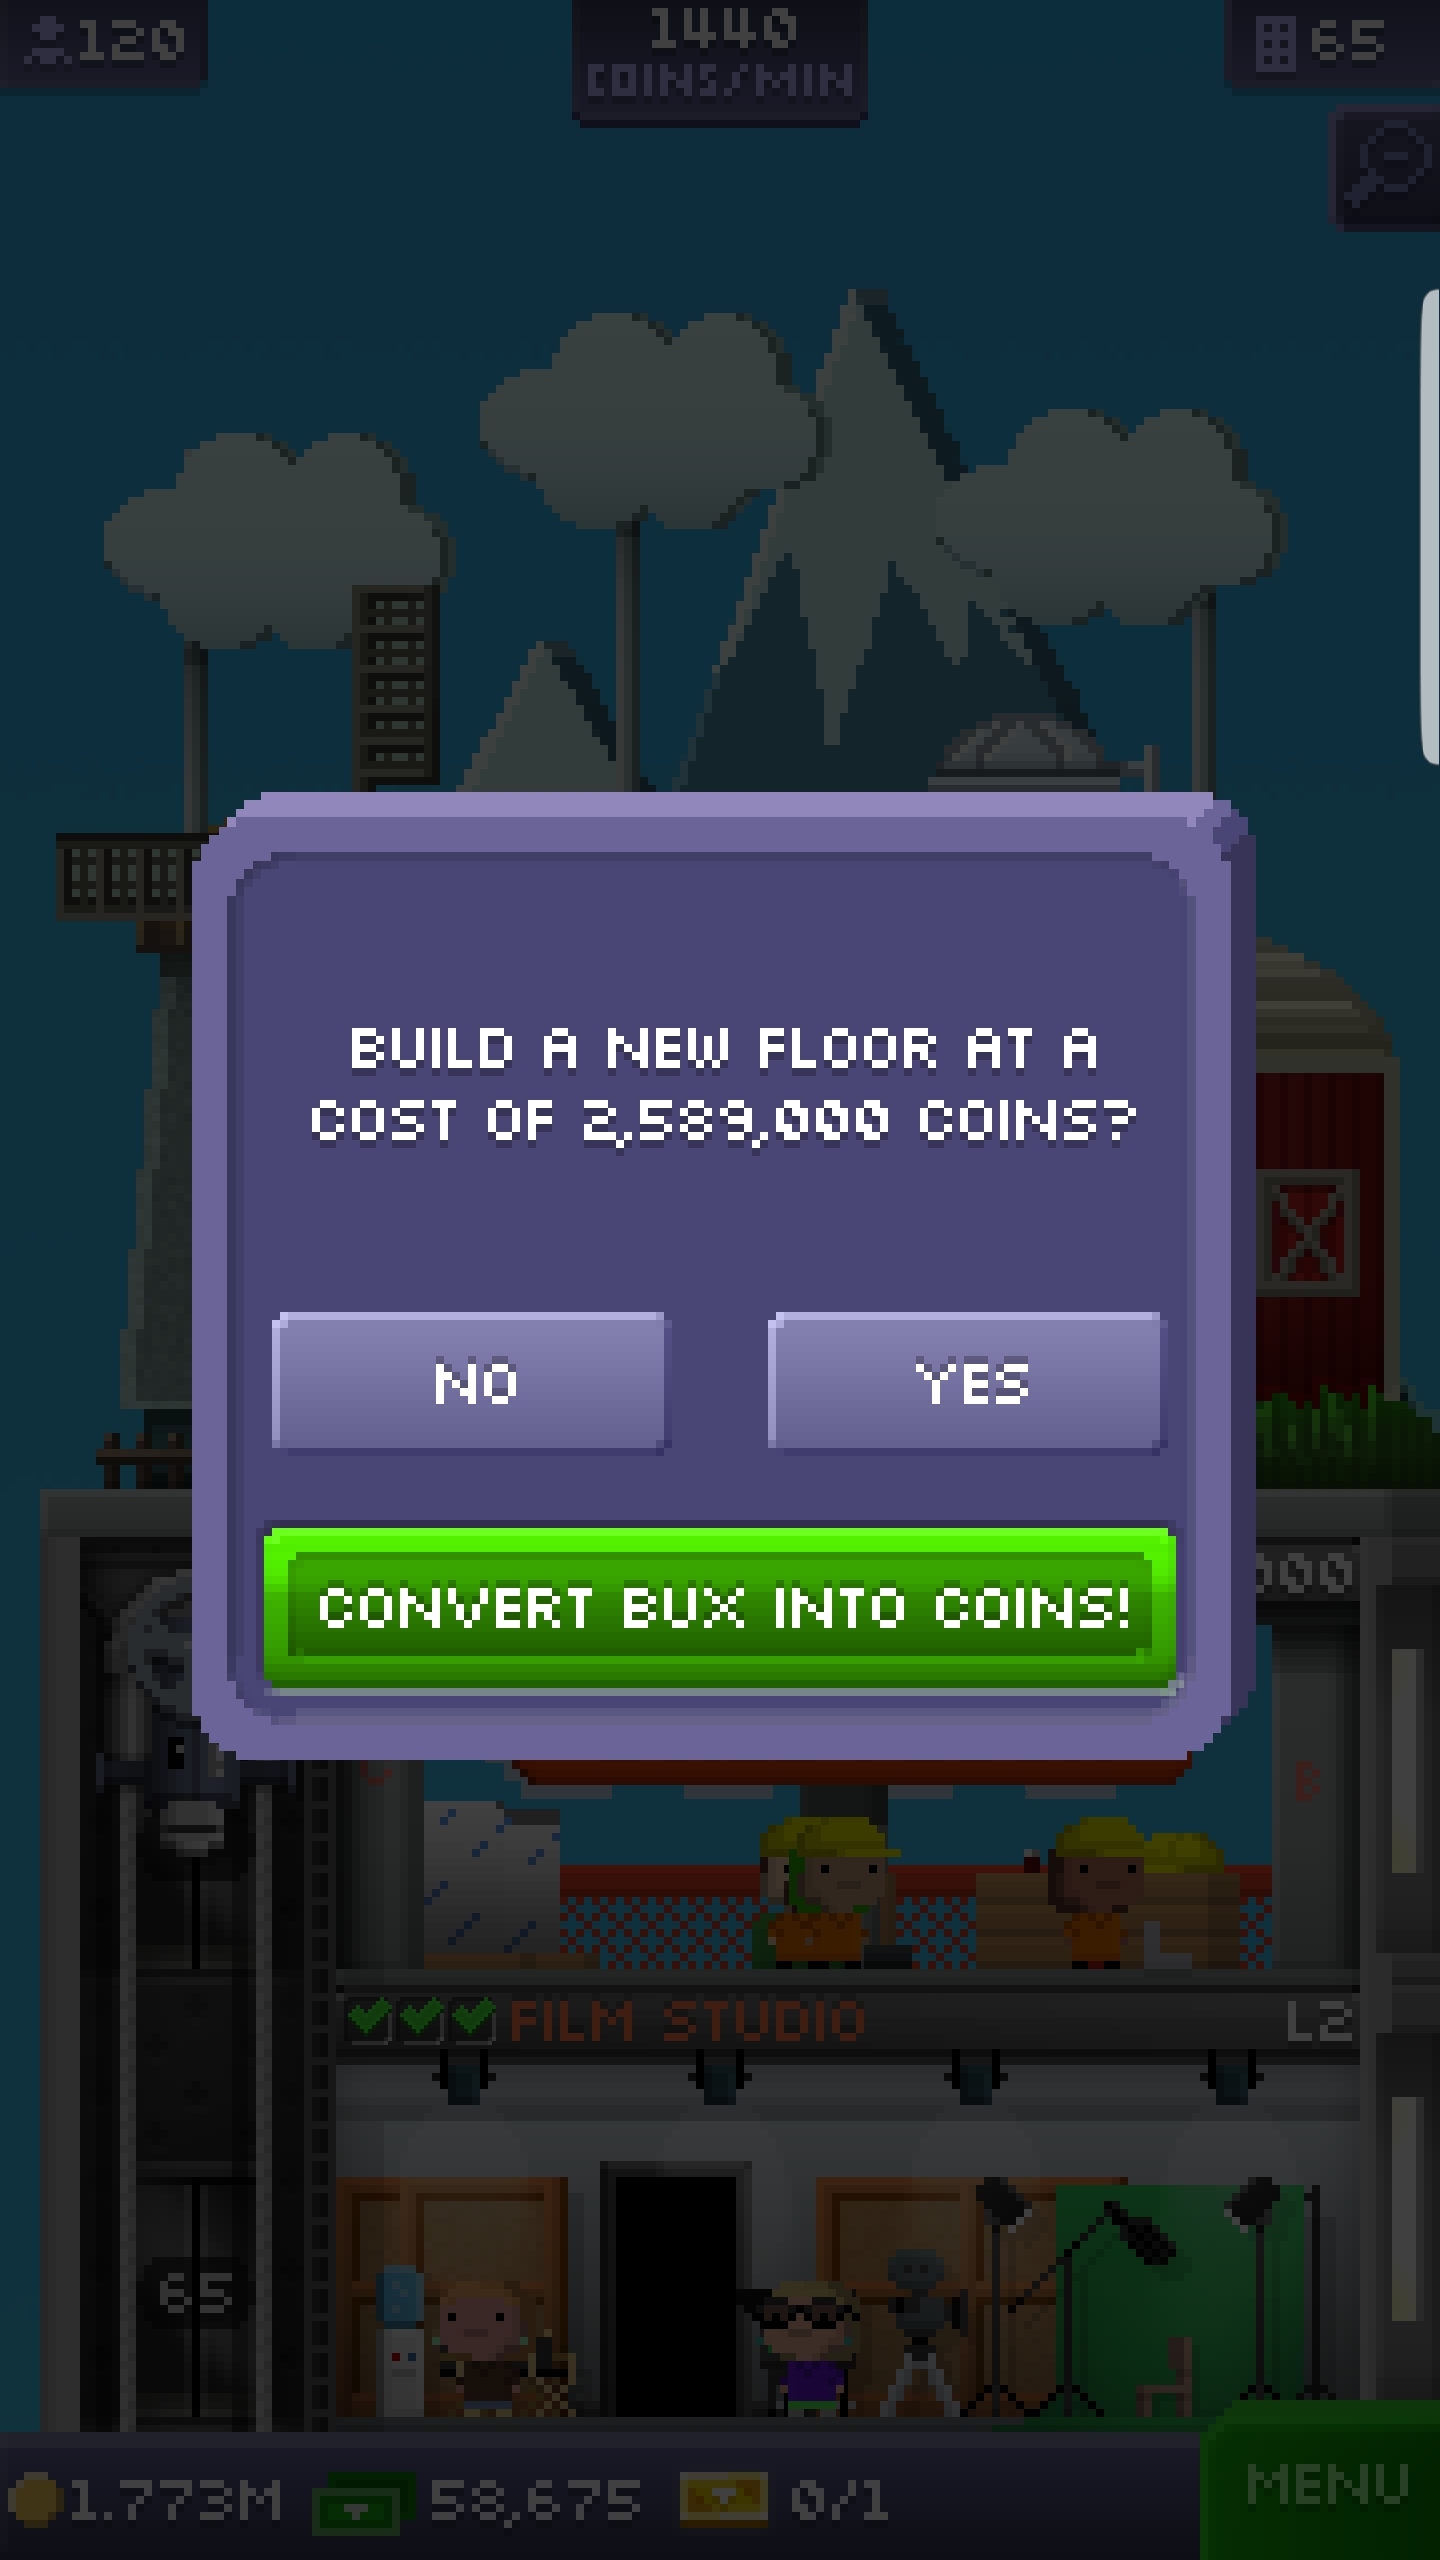 120
1440
COINS/MIN
65
BUILD A NEW FLOOR AT A
COST OF 2,589,000 COINS?
NO
YES
CONVERT BUX INTO COINS!
000
B
FILM STUDIO
L2
65
1.773M
58,675
0/1
MENU